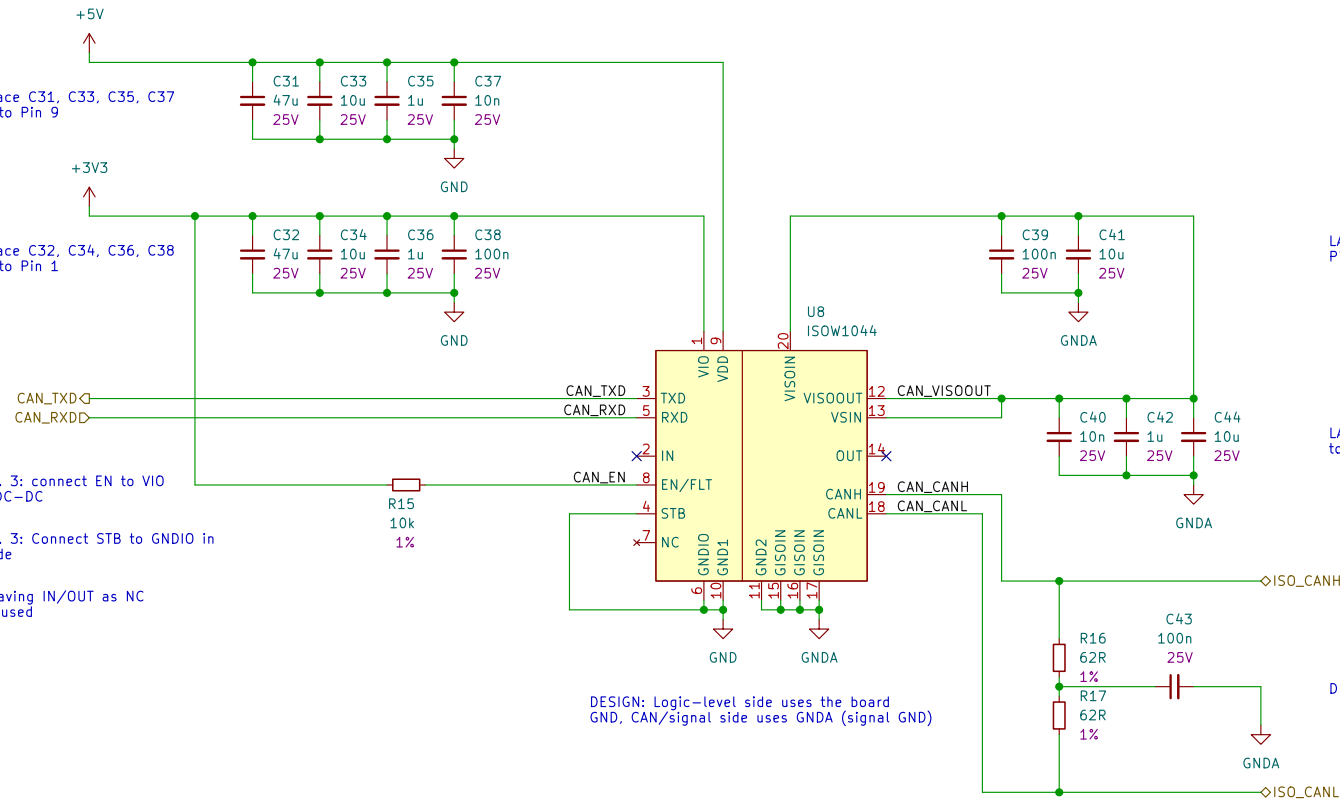 +5V
C31
47u
25V
C33
10u
25V
C35
1u
25V
C37
10n
25V
ace C31, C33, C35, C37
to Pin 9
GND
+3V3
C32
47u
25V
C34
10u
25V
C36
1u
25V
C38
100n
25V
ace C32, C34, C36, C38
to Pin 1
GND
C39
100n
25V
C41
10u
25V
GNDA
LA
P
U8
ISOW1044
1
9
20
VIO
VDD
VISOIN
CAN_TXD
CAN_TXD
3
TXD
CAN_RXD
CAN_RXD
5
RXD
2
IN
CAN_EN
8
EN/FLT
4
STB
7
NC
VISOOUT
12
CAN_VISOOUT
VSIN
13
OUT
14
CANH
19
CAN_CANH
CANL
18
CAN_CANL
GNDIO
GND1
GND2
GISOIN
GISOIN
GISOIN
6
10
11
15
16
17
GND
GNDA
C40
10n
25V
C42
1u
25V
C44
10u
25V
GNDA
LA
to
. 3: connect EN to VIO
DC-DC
R15
10k
1%
. 3: Connect STB to GNDIO in
de
aving IN/OUT as NC
used
ISO_CANH
R16
62R
1%
R17
62R
1%
C43
100n
25V
GNDA
D
ISO_CANL
DESIGN: Logic-level side uses the board
GND, CAN/signal side uses GNDA (signal GND)